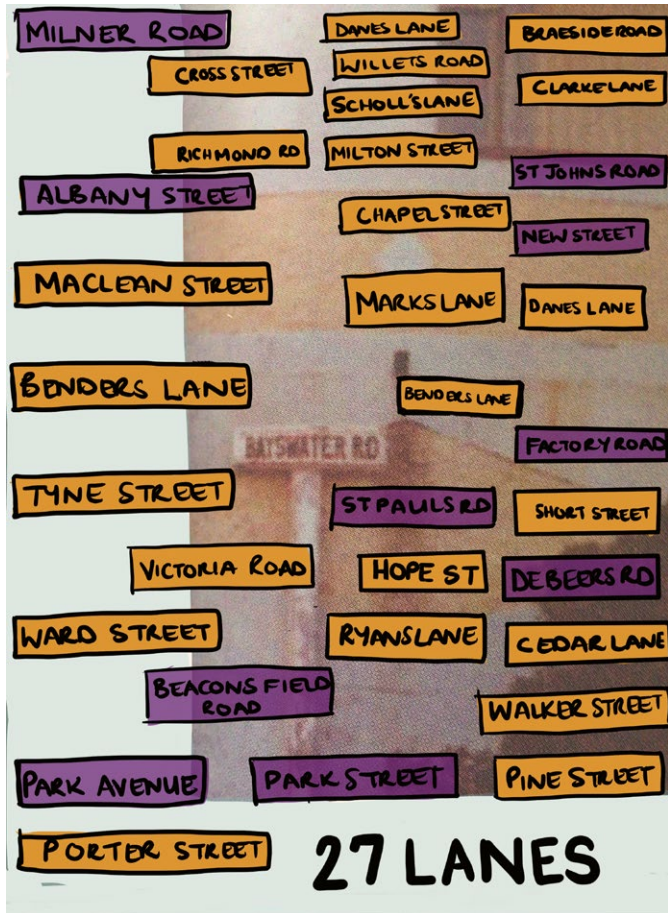 MILNER ROAD
DANES LANE
BRAESIDE ROAD
CROSS STREET
WILLETS ROAD
CLARKE LANE
SCHOLL'S LANE
RICHMOND RD
MILTON STREET
ST JOHNS ROAD
ALBANY STREET
CHAPEL STREET
NEW STREET
MACLEAN STREET
MARKS LANE
DANES LANE
BENDERS LANE
BENDERS LANE
BAYSWATER RD
FACTORY ROAD
TYNE STREET
ST PAULS RD
SHORT STREET
VICTORIA ROAD
HOPE ST
DE BEERS RD
WARD STREET
RYANS LANE
CEDAR LANE
BEACONSFIELD
ROAD
WALKER STREET
PARK AVENUE
PARK STREET
PINE STREET
PORTER STREET
27 LANES